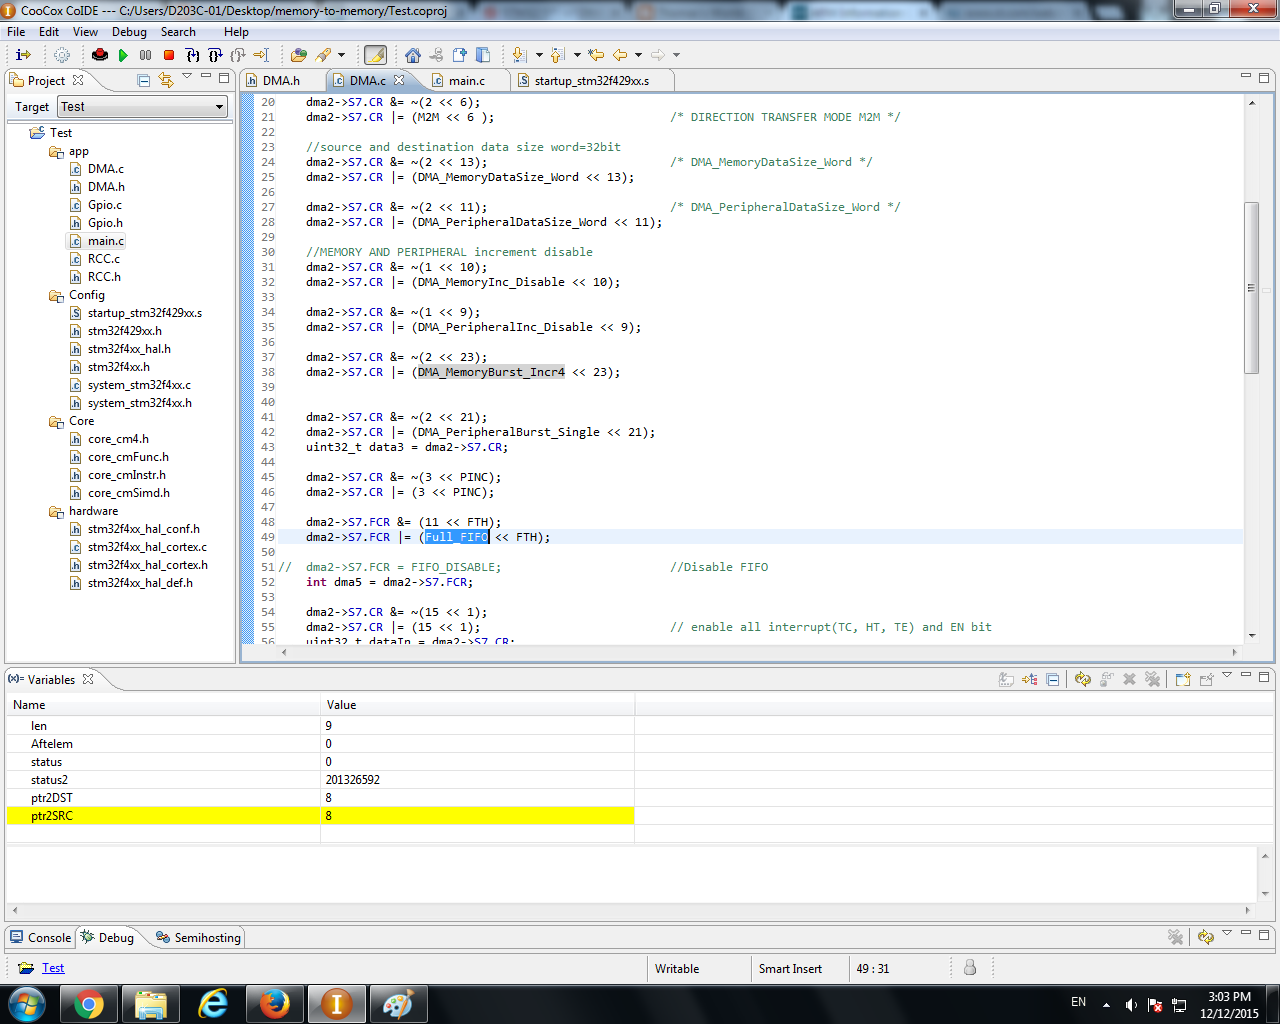 CooCox CoIDE --- C:/Users/D203C-01/Desktop/memory-to-memory/Test.coproj
File Edit View Debug Search Help
Project
Target Test
Test
app
DMA.c
DMA.h
Gpio.c
Gpio.h
main.c
RCC.c
RCC.h
Config
startup_stm32f429xx.s
stm32f429xx.h
stm32f4xx_hal.h
stm32f4xx.h
system_stm32f4xx.c
system_stm32f4xx.h
Core
core_cm4.h
core_cmFunc.h
core_cmInstr.h
core_cmSimd.h
hardware
stm32f4xx_hal_conf.h
stm32f4xx_hal_cortex.c
stm32f4xx_hal_cortex.h
stm32f4xx_hal_def.h
DMA.h DMA.c main.c startup_stm32f429xx.s
20 dma2->S7.CR &= ~(2 << 6);
21 dma2->S7.CR |= (M2M << 6 ); /* DIRECTION TRANSFER MODE M2M */
22
23 //source and destination data size word=32bit
24 dma2->S7.CR &= ~(2 << 13); /* DMA_MemoryDataSize_Word */
25 dma2->S7.CR |= (DMA_MemoryDataSize_Word << 13);
26
27 dma2->S7.CR &= ~(2 << 11); /* DMA_PeripheralDataSize_Word */
28 dma2->S7.CR |= (DMA_PeripheralDataSize_Word << 11);
29
30 //MEMORY AND PERIPHERAL increment disable
31 dma2->S7.CR &= ~(1 << 10);
32 dma2->S7.CR |= (DMA_MemoryInc_Disable << 10);
33
34 dma2->S7.CR &= ~(1 << 9);
35 dma2->S7.CR |= (DMA_PeripheralInc_Disable << 9);
36
37 dma2->S7.CR &= ~(2 << 23);
38 dma2->S7.CR |= (DMA_MemoryBurst_Incr4 << 23);
39
40
41 dma2->S7.CR &= ~(2 << 21);
42 dma2->S7.CR |= (DMA_PeripheralBurst_Single << 21);
43 uint32_t data3 = dma2->S7.CR;
44
45 dma2->S7.CR &= ~(3 << PINC);
46 dma2->S7.CR |= (3 << PINC);
47
48 dma2->S7.FCR &= (11 << FTH);
49 dma2->S7.FCR |= (Full_FIFO << FTH);
50
51 // dma2->S7.FCR = FIFO_DISABLE; //Disable FIFO
52 int dma5 = dma2->S7.FCR;
53
54 dma2->S7.CR &= ~(15 << 1);
55 dma2->S7.CR |= (15 << 1); // enable all interrupt(TC, HT, TE) and EN bit
56 uint32_t dataIn = dma2->S7.CR;
(x)= Variables
Name Value
len 9
Aftelem 0
status 0
status2 201326592
ptr2DST 8
ptr2SRC 8
Console Debug Semihosting
Test Writable Smart Insert 49 : 31
EN 3:03 PM
12/12/2015